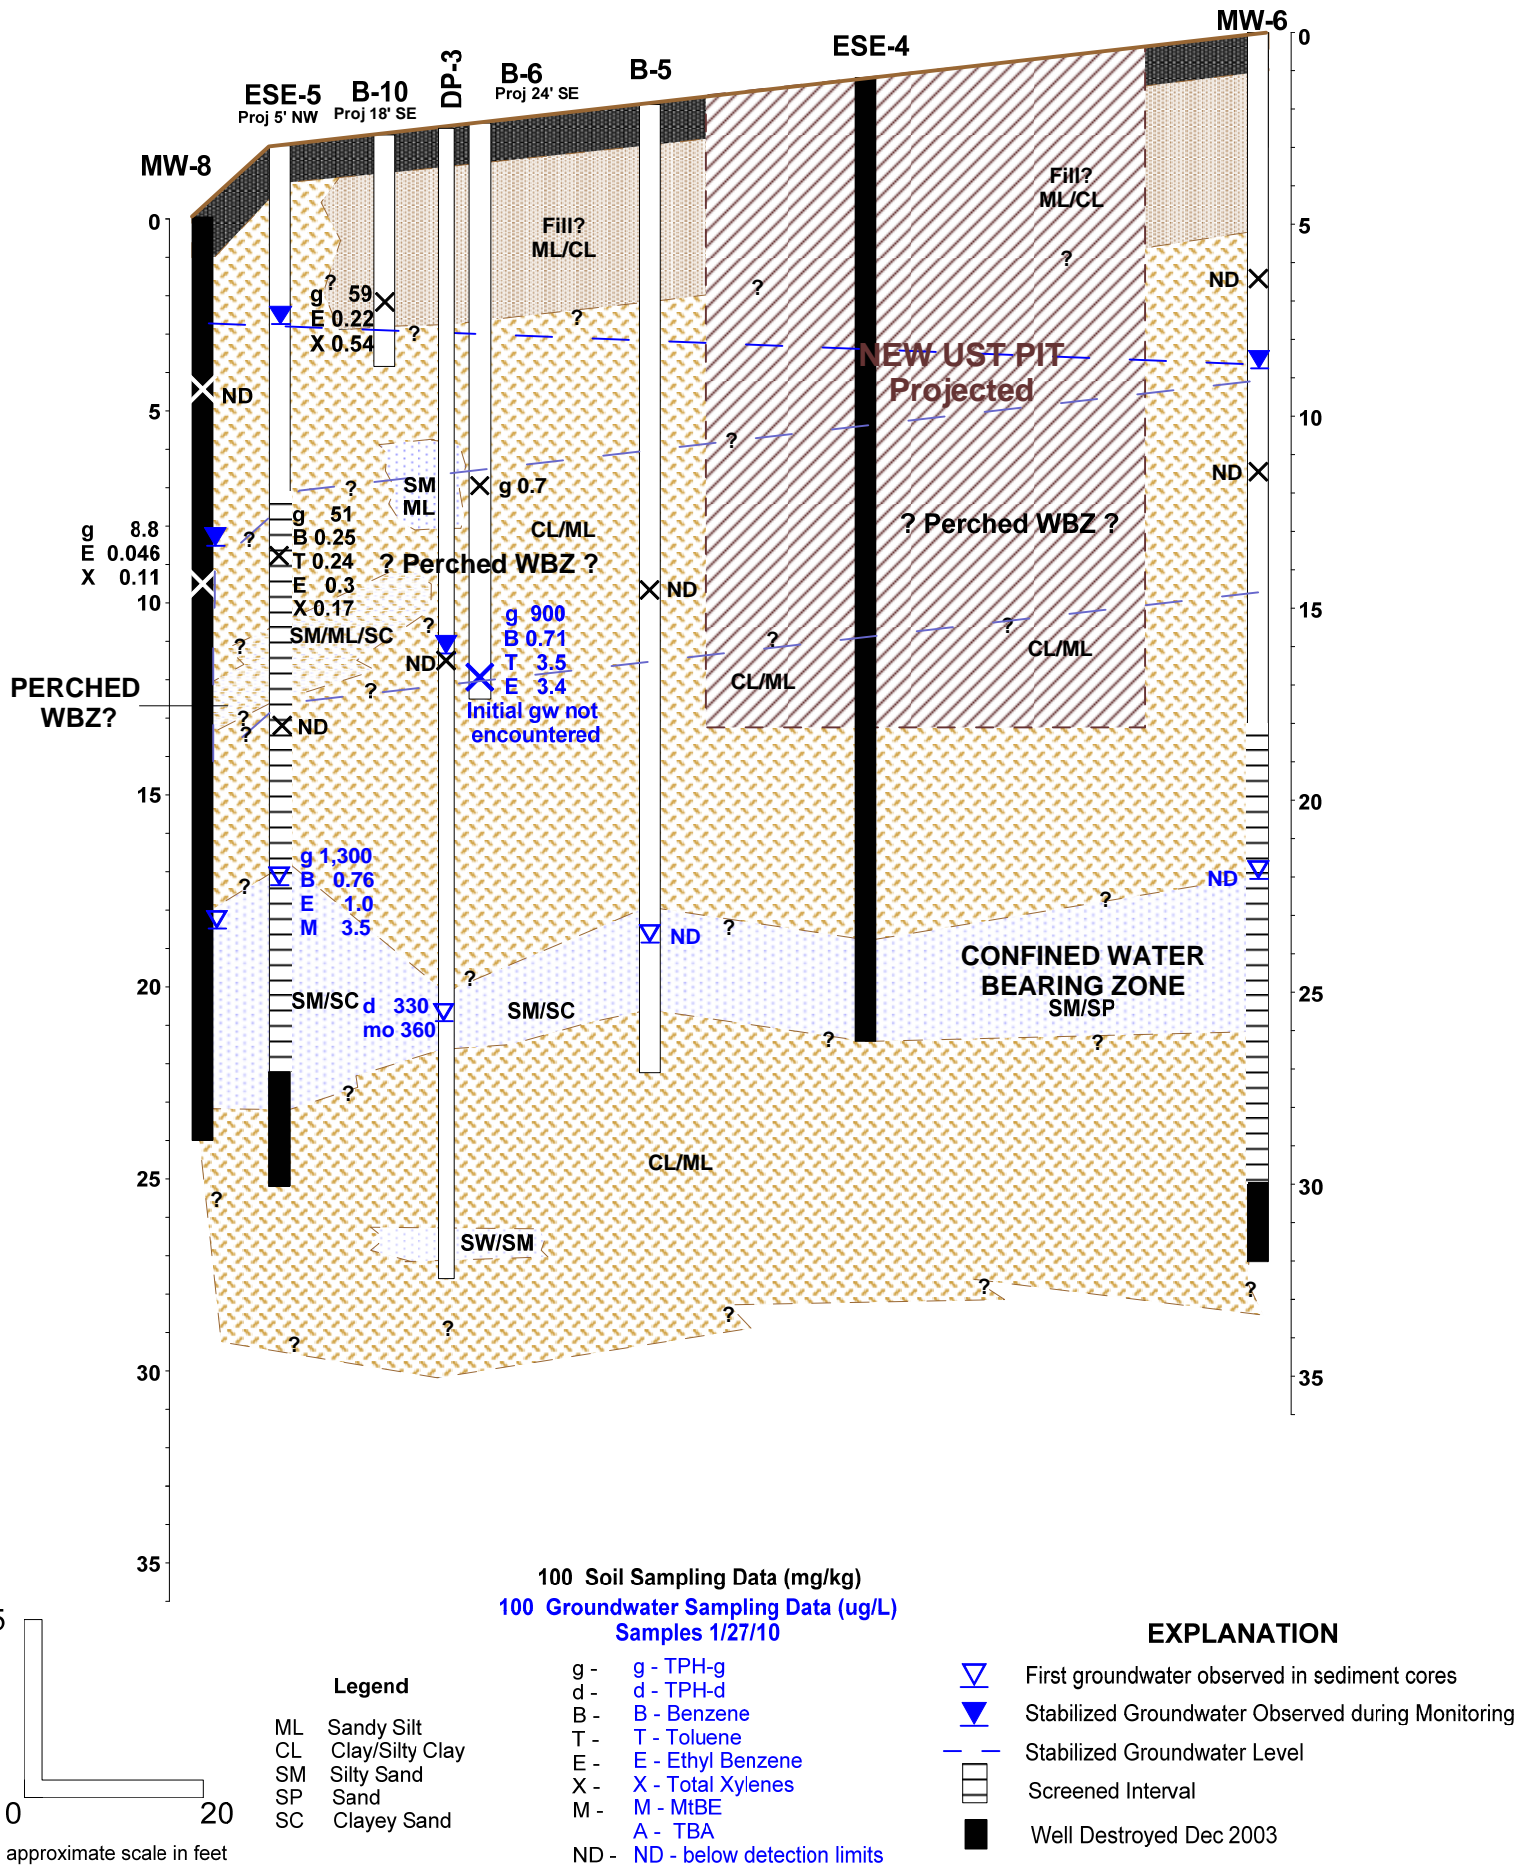 MW-6
ESE-4
B-5
B-6
Proj 24' SE
DP-3
B-10
Proj 18' SE
ESE-5
Proj 5' NW
MW-8
0
0
5
10
15
20
25
30
35
0
5
10
15
20
25
30
35
Fill?
ML/CL
Fill?
ML/CL
?
?
?
?
?
g 59
E 0.22
X 0.54
ND
ND
ND
NEW UST PIT
Projected
?
?
SM
ML
g 0.7
CL/ML
? Perched WBZ ?
g 8.8
E 0.046
X 0.11
?
g 51
B 0.25
T 0.24
E 0.3
X 0.17
? Perched WBZ ?
ND
g 900
B 0.71
T 3.5
E 3.4
Initial gw not
encountered
SM/ML/SC
?
?
ND
?
?
?
CL/ML
CL/ML
PERCHED
WBZ?
?
?
ND
g 1,300
B 0.76
E 1.0
M 3.5
?
ND
?
?
ND
?
CONFINED WATER
BEARING ZONE
SM/SP
SM/SC
d 330
mo 360
SM/SC
?
?
?
CL/ML
?
SW/SM
?
?
?
?
?
100 Soil Sampling Data (mg/kg)
100 Groundwater Sampling Data (ug/L)
Samples 1/27/10
g - g - TPH-g
d - d - TPH-d
B - B - Benzene
T - T - Toluene
E - E - Ethyl Benzene
X - X - Total Xylenes
M - M - MtBE
A - TBA
ND - ND - below detection limits
Legend
ML Sandy Silt
CL Clay/Silty Clay
SM Silty Sand
SP Sand
SC Clayey Sand
EXPLANATION
First groundwater observed in sediment cores
Stabilized Groundwater Observed during Monitoring
Stabilized Groundwater Level
Screened Interval
Well Destroyed Dec 2003
0 20
approximate scale in feet